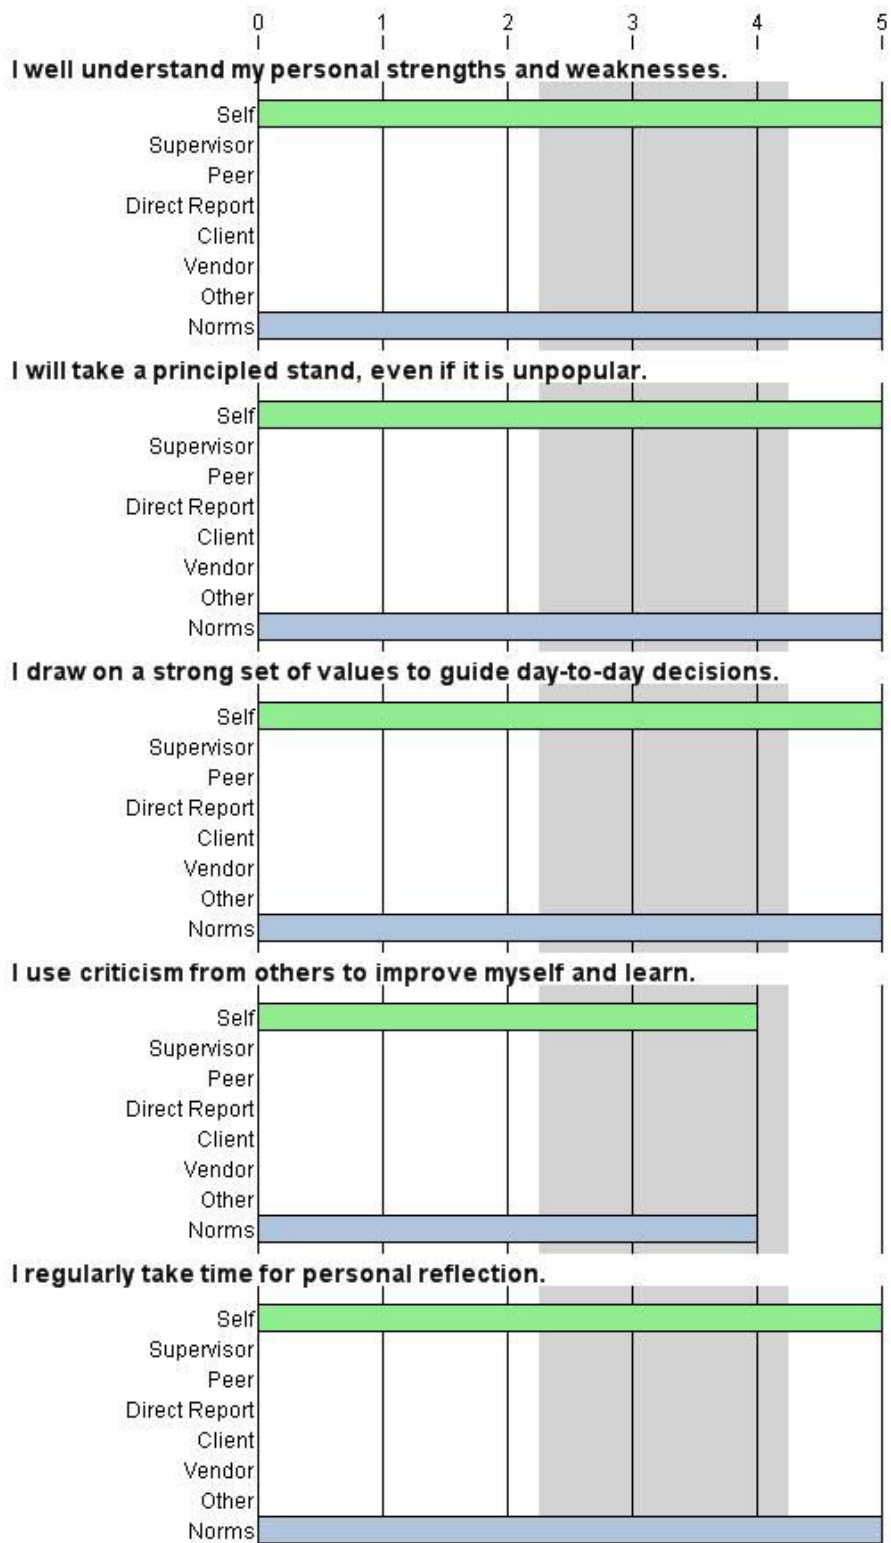 0 1 2 3 4 5
I well understand my personal strengths and weaknesses.
Self
Supervisor
Peer
Direct Report
Client
Vendor
Other
Norms
I will take a principled stand, even if it is unpopular.
Self
Supervisor
Peer
Direct Report
Client
Vendor
Other
Norms
I draw on a strong set of values to guide day-to-day decisions.
Self
Supervisor
Peer
Direct Report
Client
Vendor
Other
Norms
I use criticism from others to improve myself and learn.
Self
Supervisor
Peer
Direct Report
Client
Vendor
Other
Norms
I regularly take time for personal reflection.
Self
Supervisor
Peer
Direct Report
Client
Vendor
Other
Norms